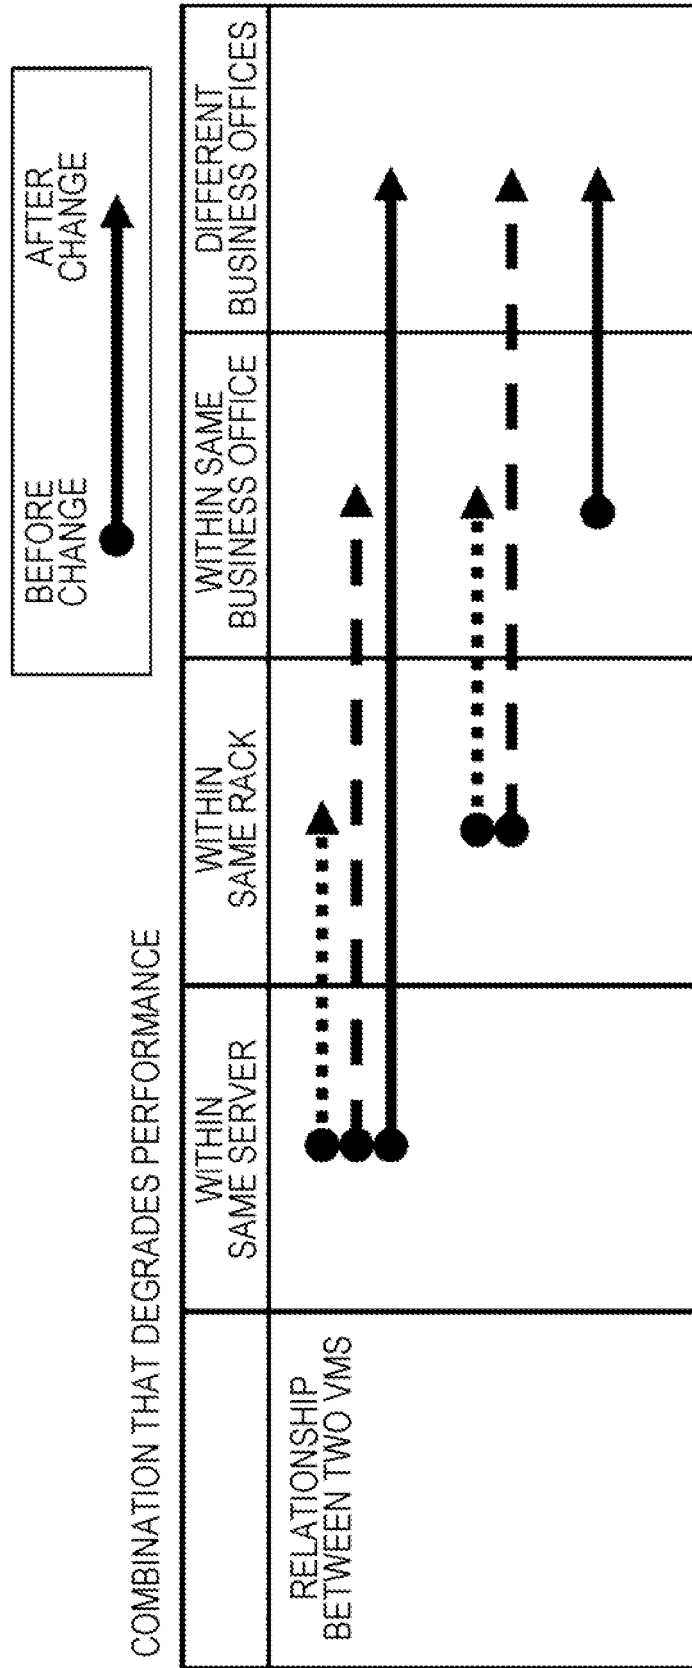 BEFORE
CHANGE
AFTER
CHANGE
COMBINATION THAT DEGRADES PERFORMANCE
WITHIN
SAME SERVER
WITHIN
SAME RACK
WITHIN SAME
BUSINESS OFFICE
DIFFERENT
BUSINESS OFFICES
RELATIONSHIP
BETWEEN TWO VMS